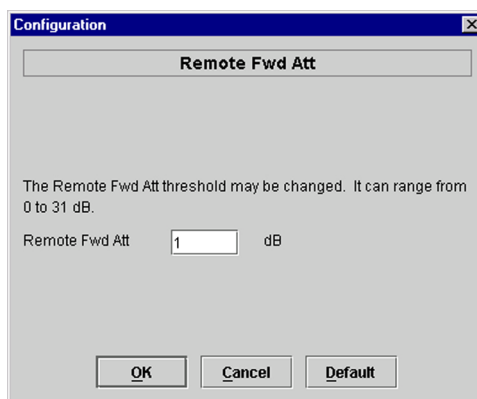 Configuration
Remote Fwd Att
The Remote Fwd Att threshold may be changed. It can range from
0 to 31 dB.
Remote Fwd Att 1 dB
OK Cancel Default